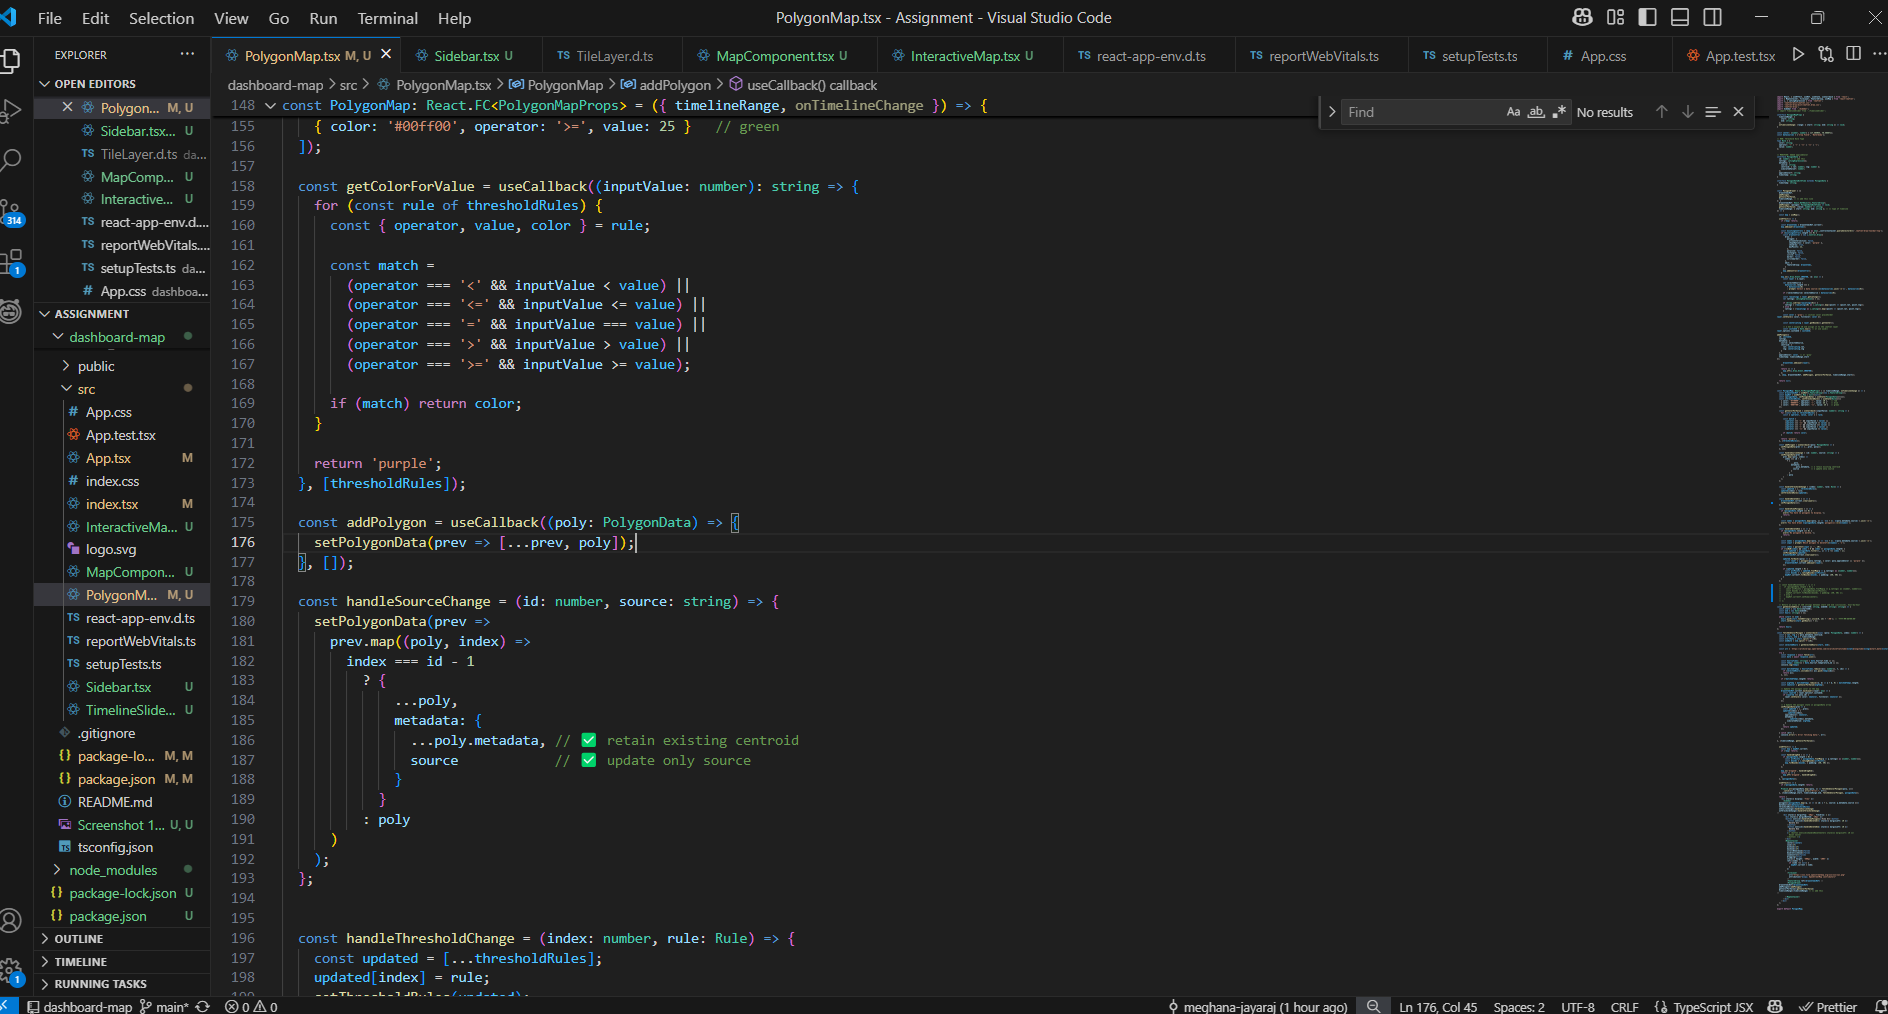 File Edit Selection View Go Run Terminal Help
PolygonMap.tsx - Assignment - Visual Studio Code
EXPLORER
OPEN EDITORS
Polygon... M, U
Sidebar.tsx... U
TS TileLayer.d.ts da...
MapComp... U
Interactive... U
TS react-app-env.d....
TS reportWebVitals....
TS setupTests.ts da...
# App.css dashboa...
ASSIGNMENT
dashboard-map
public
src
# App.css
App.test.tsx
App.tsx M
# index.css
index.tsx M
InteractiveMa... U
logo.svg
MapCompon... U
PolygonM... M, U
TS react-app-env.d.ts
TS reportWebVitals.ts
TS setupTests.ts
Sidebar.tsx U
TimelineSlide... U
.gitignore
{} package-lo... M, M
{} package.json M, M
README.md
Screenshot 1... U, U
tsconfig.json
node_modules
{} package-lock.json U
{} package.json U
OUTLINE
TIMELINE
RUNNING TASKS
314
1
1
PolygonMap.tsx M, U
Sidebar.tsx U
TS TileLayer.d.ts
MapComponent.tsx U
InteractiveMap.tsx U
TS react-app-env.d.ts
TS reportWebVitals.ts
TS setupTests.ts
# App.css
App.test.tsx
dashboard-map > src > PolygonMap.tsx > PolygonMap > addPolygon > useCallback() callback
Find Aa ab .* No results
148 const PolygonMap: React.FC<PolygonMapProps> = ({ timelineRange, onTimelineChange }) => {
155 { color: '#00ff00', operator: '>=', value: 25 } // green
156 ]);
157
158 const getColorForValue = useCallback((inputValue: number): string => {
159 for (const rule of thresholdRules) {
160 const { operator, value, color } = rule;
161
162 const match =
163 (operator === '<' && inputValue < value) ||
164 (operator === '<=' && inputValue <= value) ||
165 (operator === '=' && inputValue === value) ||
166 (operator === '>' && inputValue > value) ||
167 (operator === '>=' && inputValue >= value);
168
169 if (match) return color;
170 }
171
172 return 'purple';
173 }, [thresholdRules]);
174
175 const addPolygon = useCallback((poly: PolygonData) => {
176 setPolygonData(prev => [...prev, poly]);
177 }, []);
178
179 const handleSourceChange = (id: number, source: string) => {
180 setPolygonData(prev =>
181 prev.map((poly, index) =>
182 index === id - 1
183 ? {
184 ...poly,
185 metadata: {
186 ...poly.metadata, // ✅ retain existing centroid
187 source // ✅ update only source
188 }
189 }
190 : poly
191 )
192 );
193 };
194
195
196 const handleThresholdChange = (index: number, rule: Rule) => {
197 const updated = [...thresholdRules];
198 updated[index] = rule;
dashboard-map main* 0 0
meghana-jayaraj (1 hour ago) Ln 176, Col 45 Spaces: 2 UTF-8 CRLF {} TypeScript JSX Prettier